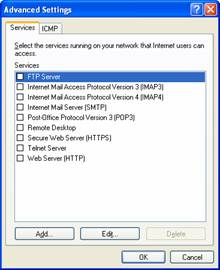 Advanced Settings
Services ICMP
Select the services running on your network that Internet users can
access.
Services
FTP Server
Internet Mail Access Protocol Version 3 (IMAP3)
Internet Mail Access Protocol Version 4 (IMAP4)
Internet Mail Server (SMTP)
Post-Office Protocol Version 3 (POP3)
Remote Desktop
Secure Web Server (HTTPS)
Telnet Server
Web Server (HTTP)
Add... Edit... Delete
OK Cancel